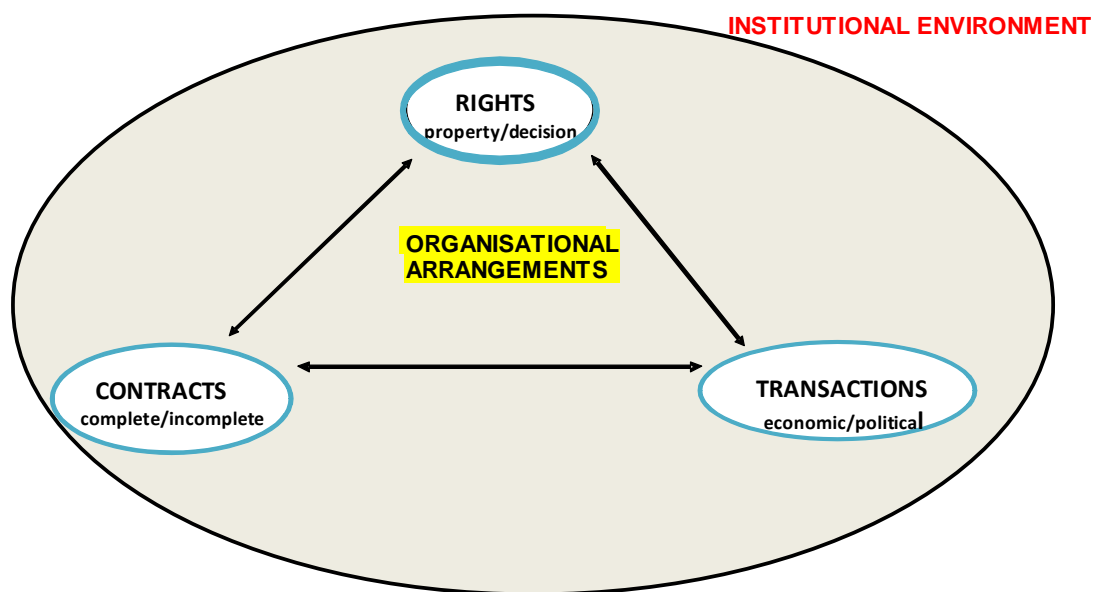 INSTITUTIONAL ENVIRONMENT
RIGHTS
property/decision
ORGANISATIONAL
ARRANGEMENTS
CONTRACTS
complete/incomplete
TRANSACTIONS
economic/political